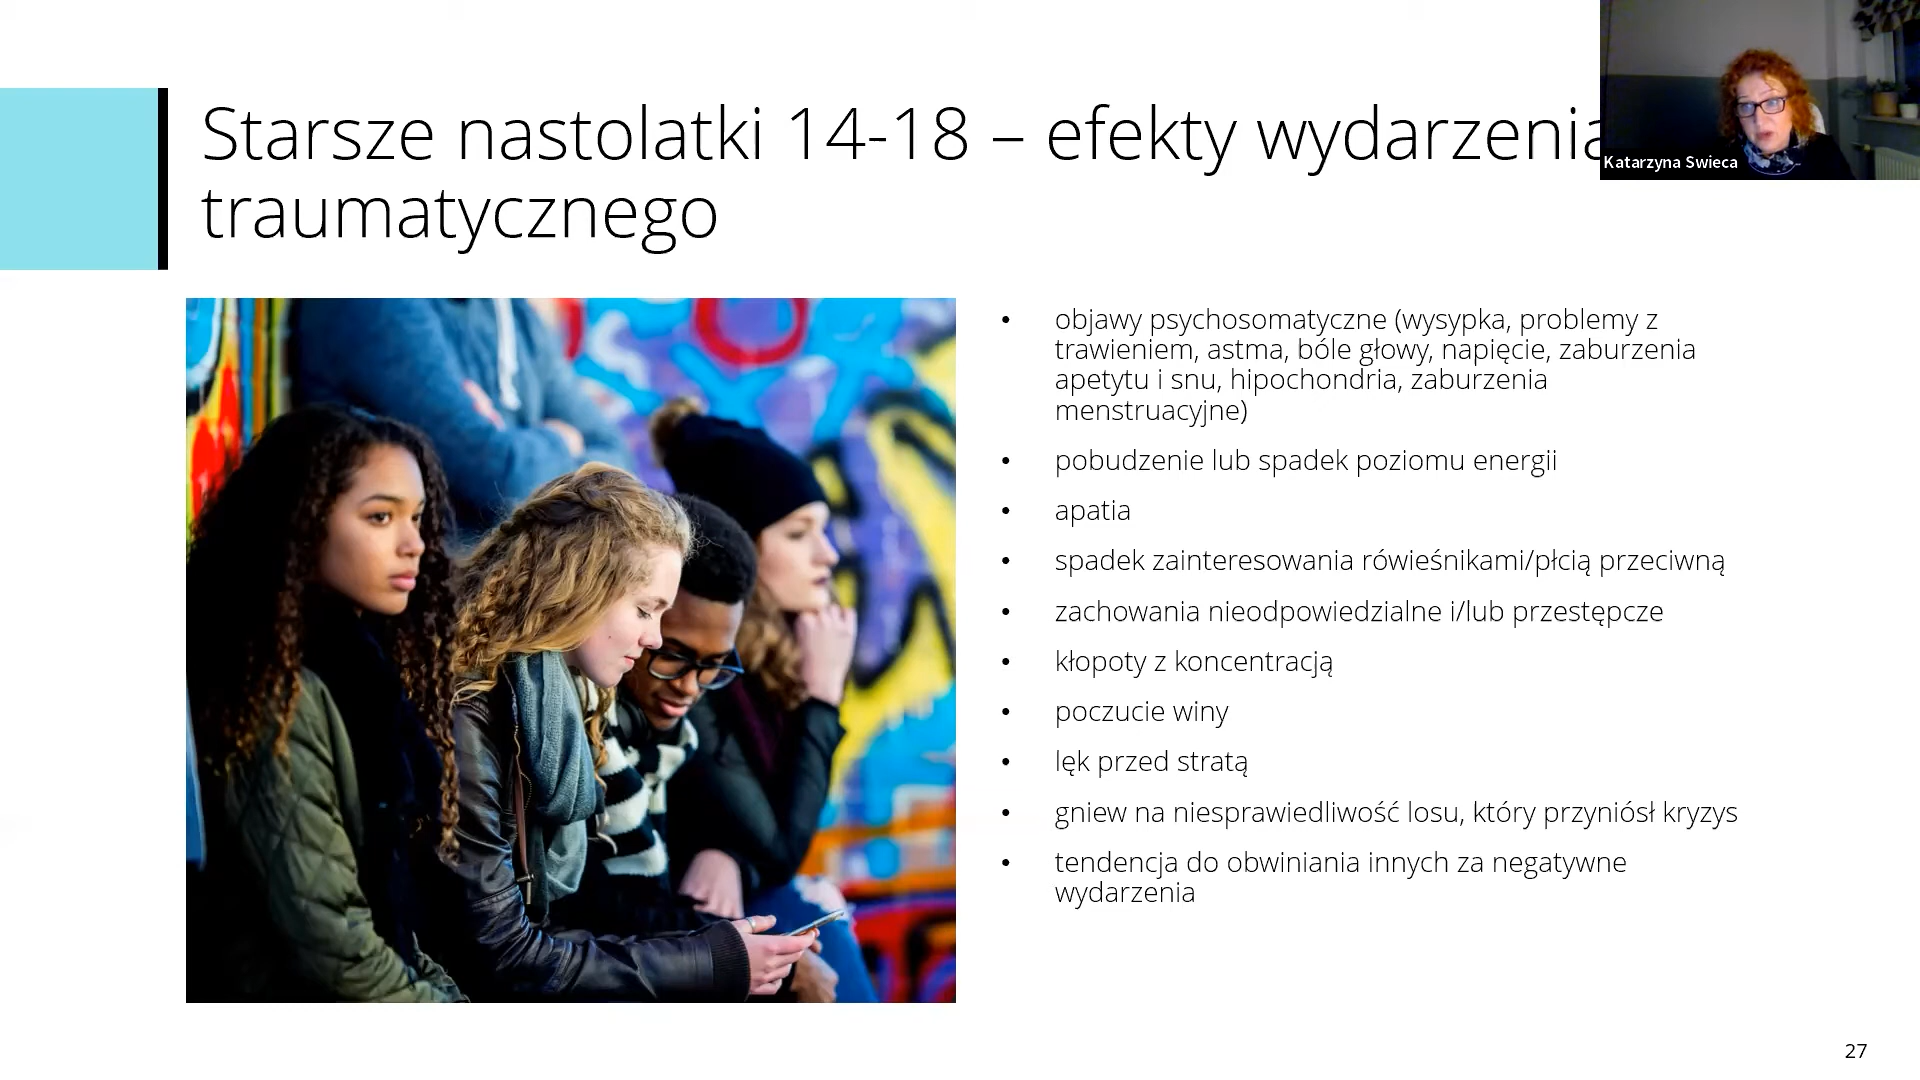 Starsze nastolatki 14-18 – efekty wydarzenia
traumatycznego
Katarzyna Swieca
• objawy psychosomatyczne (wysypka, problemy z
trawieniem, astma, bóle głowy, napięcie, zaburzenia
apetytu i snu, hipochondria, zaburzenia
menstruacyjne)
• pobudzenie lub spadek poziomu energii
• apatia
• spadek zainteresowania rówieśnikami/płcią przeciwną
• zachowania nieodpowiedzialne i/lub przestępcze
• kłopoty z koncentracją
• poczucie winy
• lęk przed stratą
• gniew na niesprawiedliwość losu, który przyniósł kryzys
• tendencja do obwiniania innych za negatywne
wydarzenia
27